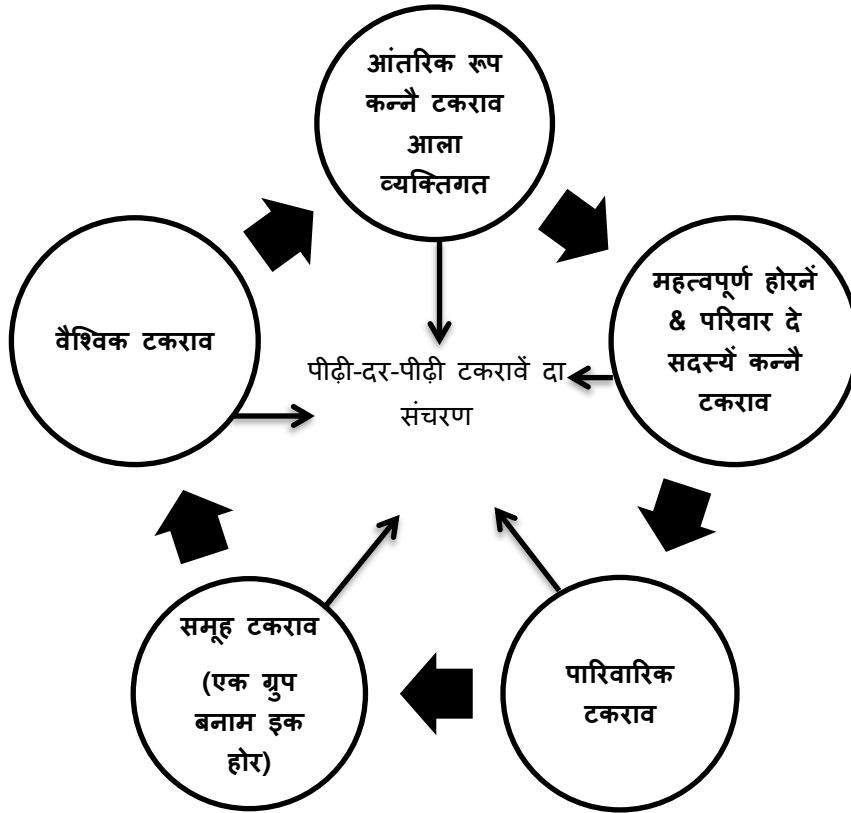 आंतरिक रूप
कन्नै टकराव
आला
व्यक्तिगत
महत्वपूर्ण होरनें
& परिवार दे
सदस्यें कन्नै
टकराव
वैश्विक टकराव
पीढ़ी-दर-पीढ़ी टकरावें दा
संचरण
समूह टकराव
(एक ग्रुप
बनाम इक
होर)
पारिवारिक
टकराव